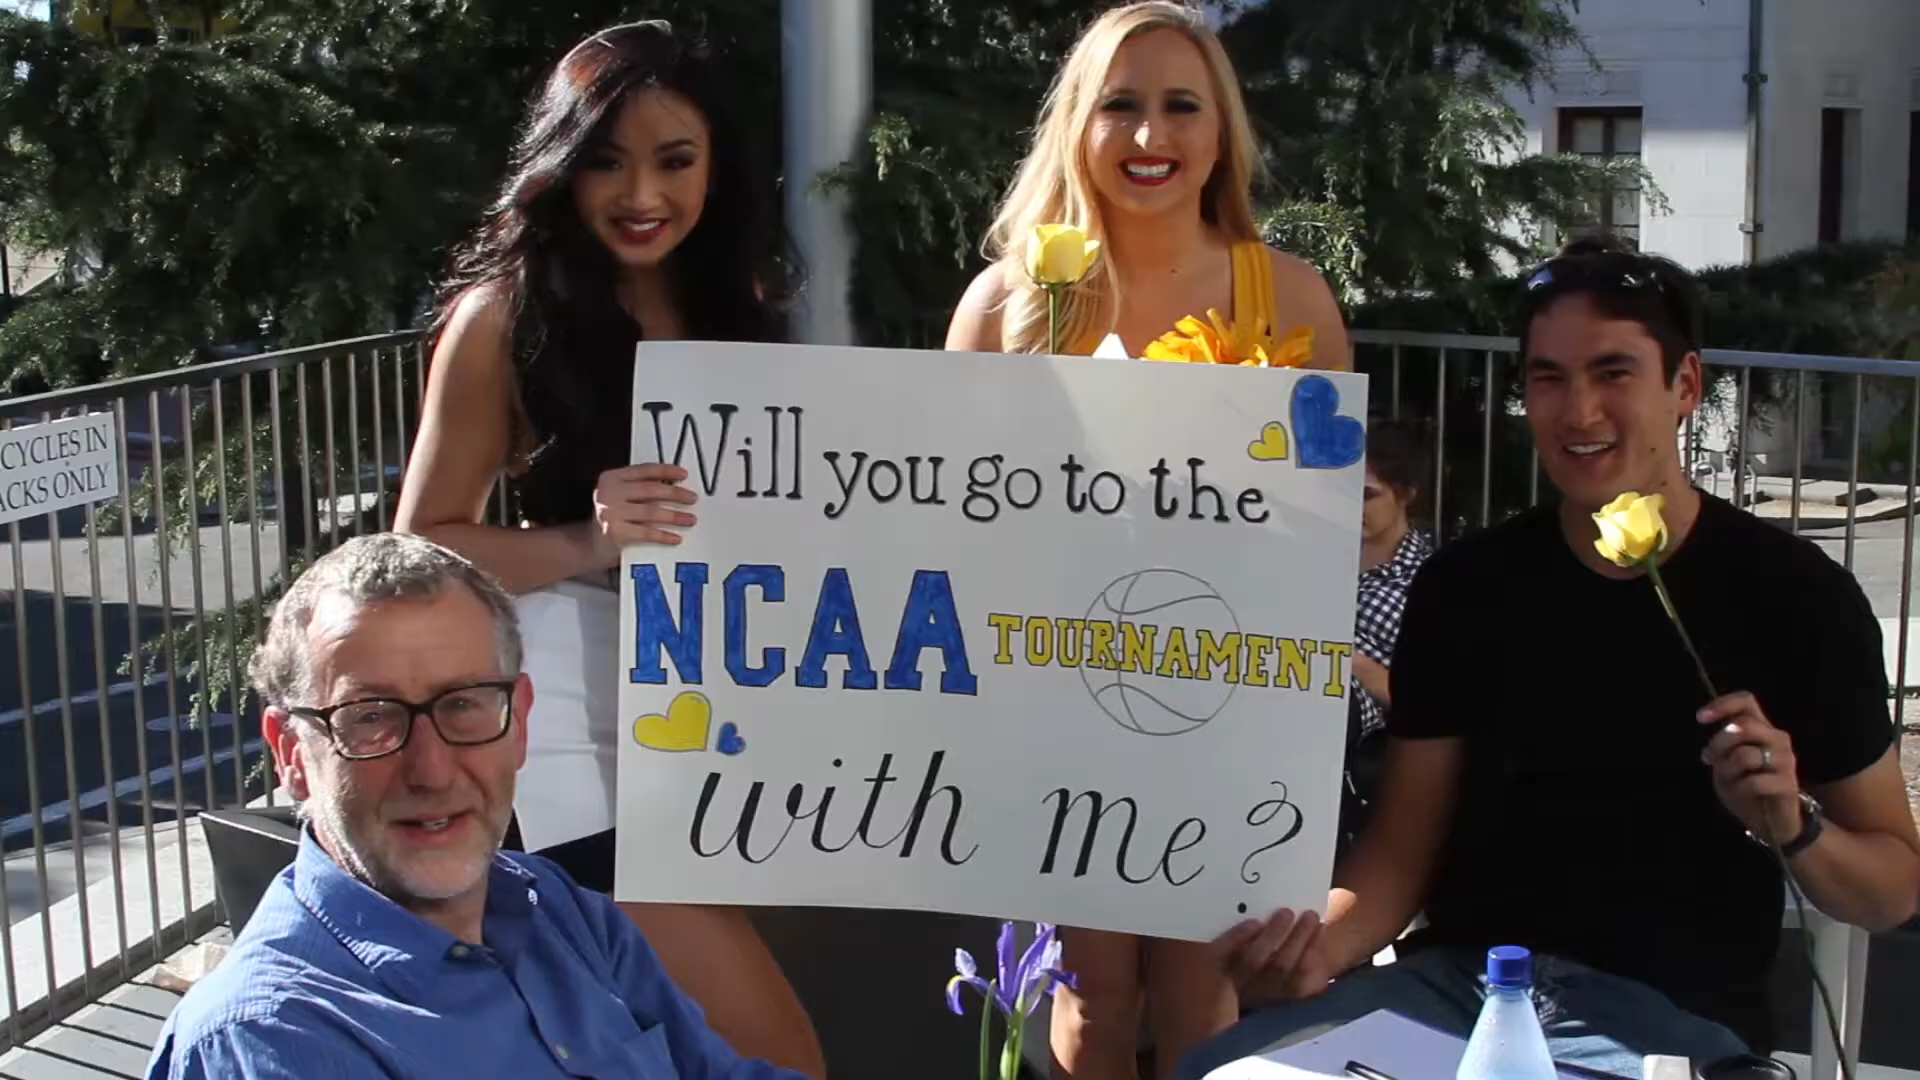 CYCLES IN
ACKS ONLY
Will you go to the
NCAA TOURNAMENT
with me?